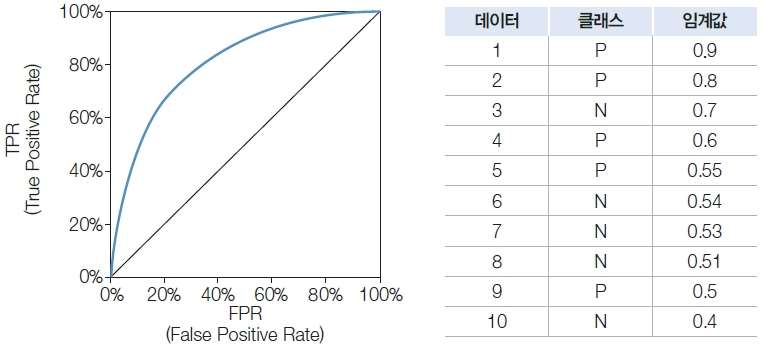 100%
80%
60%
40%
20%
0%
TPR
(True Positive Rate)
0% 20% 40% 60% 80% 100%
FPR
(False Positive Rate)
데이터 클래스 임계값
1 P 0.9
2 P 0.8
3 N 0.7
4 P 0.6
5 P 0.55
6 N 0.54
7 N 0.53
8 N 0.51
9 P 0.5
10 N 0.4